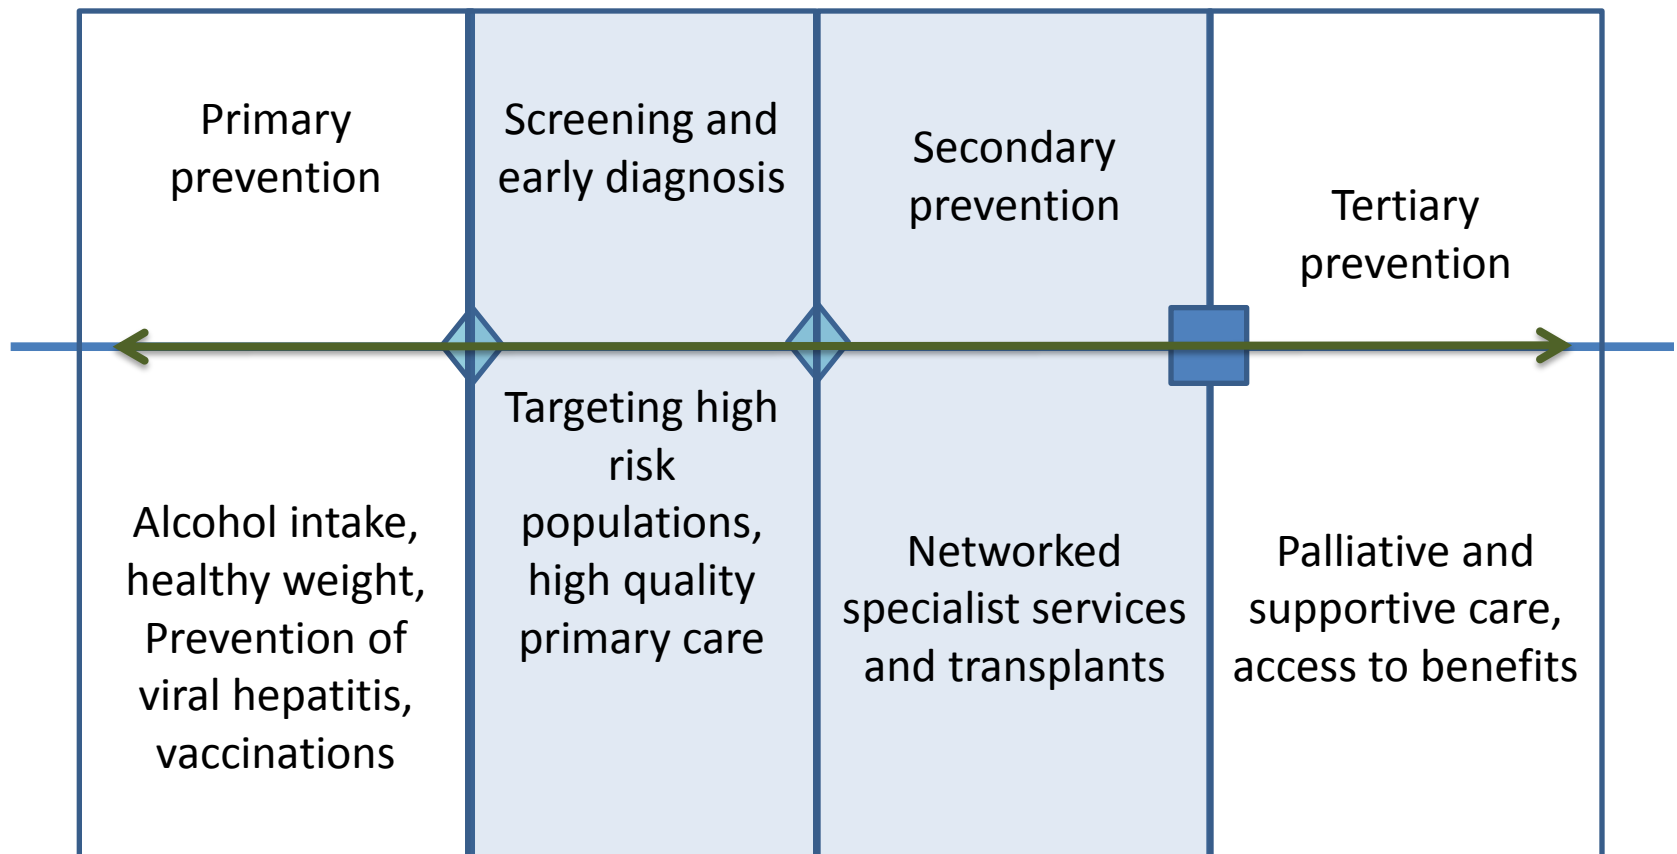 Primary
prevention
Screening and
early diagnosis
Secondary
prevention
Tertiary
prevention
Alcohol intake,
healthy weight,
Prevention of
viral hepatitis,
vaccinations
Targeting high
risk
populations,
high quality
primary care
Networked
specialist services
and transplants
Palliative and
supportive care,
access to benefits